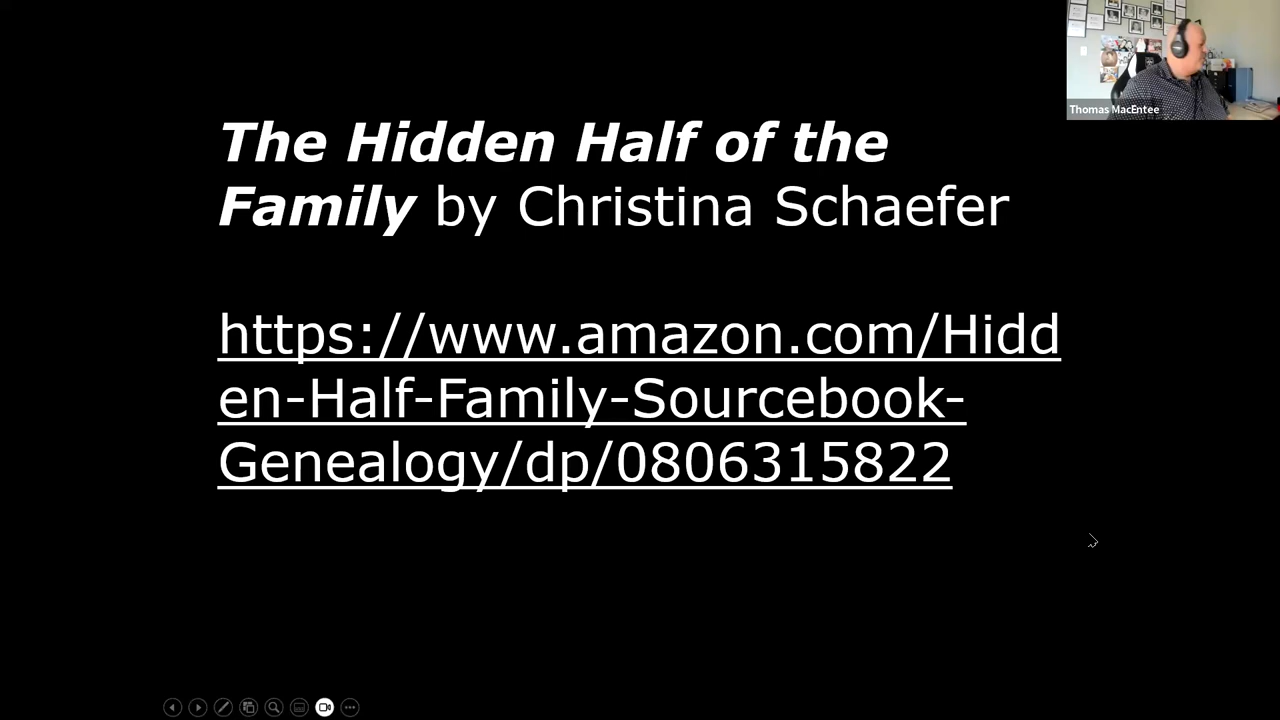 Thomas MacEntee
The Hidden Half of the
Family by Christina Schaefer
https://www.amazon.com/Hidd
en-Half-Family-Sourcebook-
Genealogy/dp/0806315822